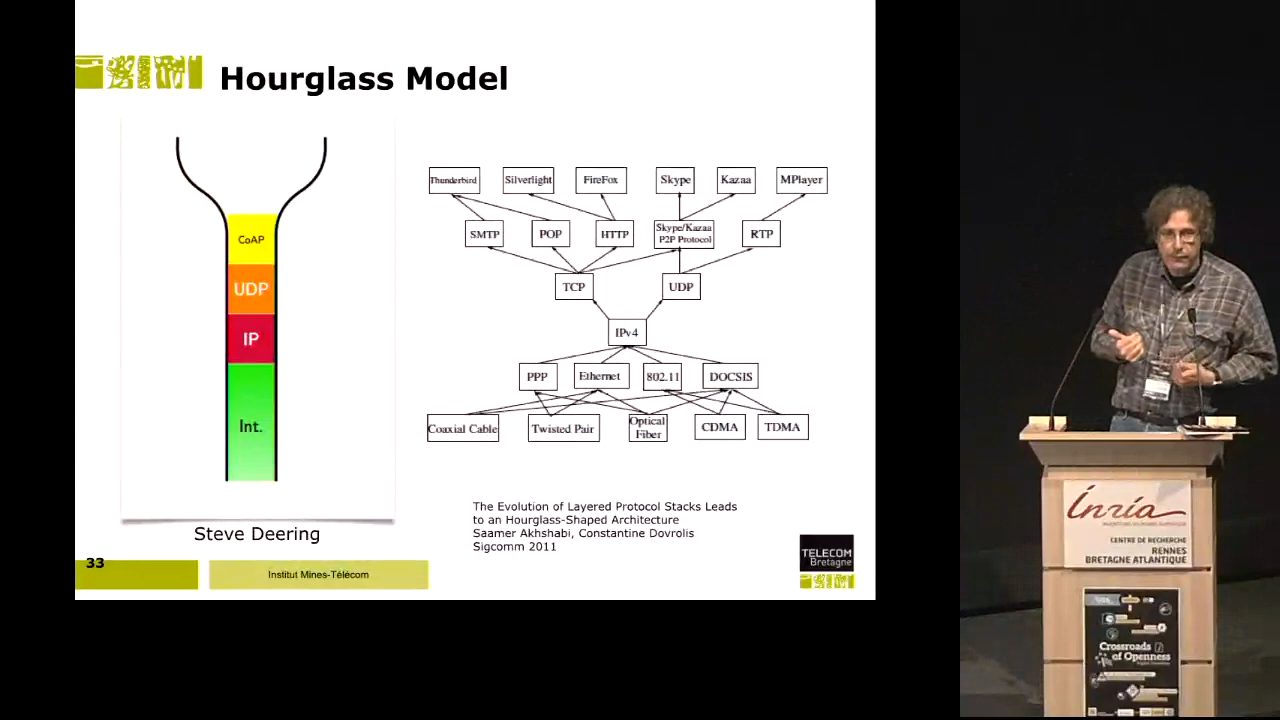 Hourglass Model
CoAP
UDP
IP
Int.
Steve Deering
Thunderbird
Silverlight
FireFox
Skype
Kazaa
MPlayer
SMTP
POP
HTTP
Skype/Kazaa
P2P Protocol
RTP
TCP
UDP
IPv4
PPP
Ethernet
802.11
DOCSIS
Coaxial Cable
Twisted Pair
Optical
Fiber
CDMA
TDMA
The Evolution of Layered Protocol Stacks Leads
to an Hourglass-Shaped Architecture
Saamer Akhshabi, Constantine Dovrolis
Sigcomm 2011
33
Institut Mines-Télécom
TELECOM
Bretagne
Inria
CENTRE DE RECHERCHE
RENNES
BRETAGNE ATLANTIQUE
Crossroads
of Openness